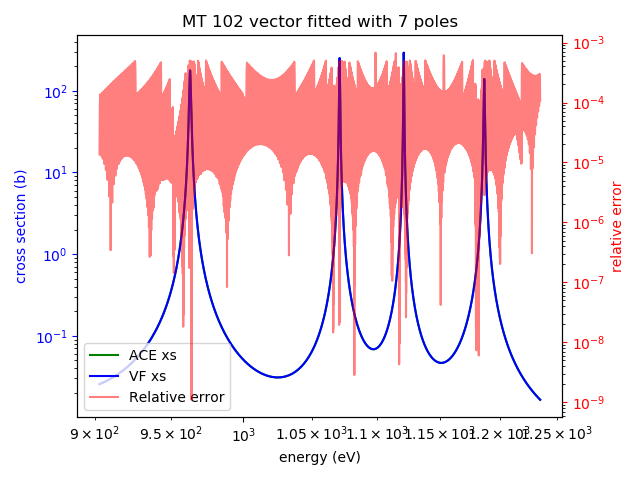 MT 102 vector fitted with 7 poles
10²
10¹
10⁰
10⁻¹
cross section (b)
10⁻³
10⁻⁴
10⁻⁵
10⁻⁶
10⁻⁷
10⁻⁸
10⁻⁹
relative error
ACE xs
VF xs
Relative error
9 × 10² 9.5 × 10² 10³ 1.05 × 10³ 1.1 × 10³ 1.15 × 10³ 1.2 × 10³ 1.25 × 10³
energy (eV)